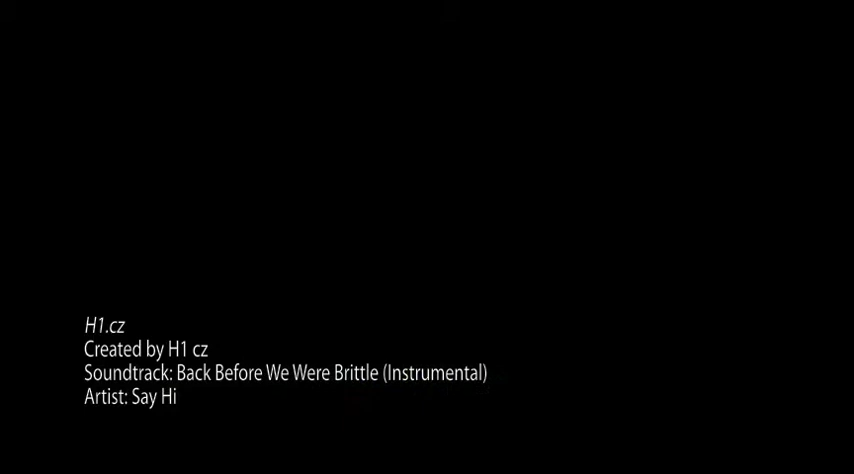 H1.cz
Created by H1 cz
Soundtrack: Back Before We Were Brittle (Instrumental)
Artist: Say Hi